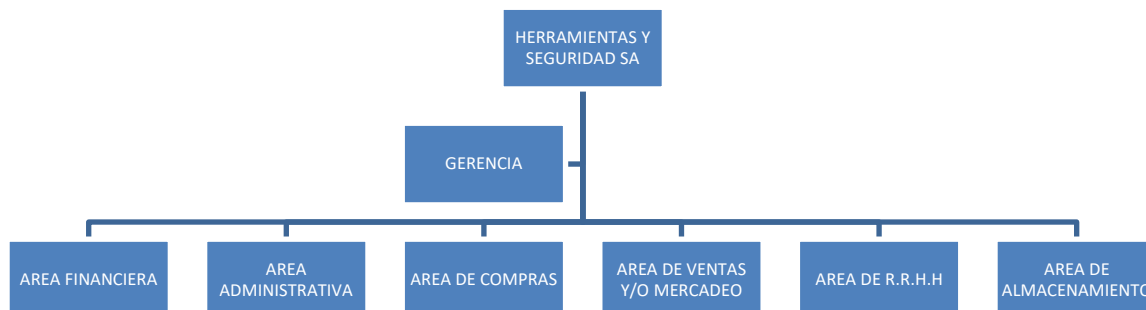 HERRAMIENTAS Y
SEGURIDAD SA
GERENCIA
AREA FINANCIERA
AREA
ADMINISTRATIVA
AREA DE COMPRAS
AREA DE VENTAS
Y/O MERCADEO
AREA DE R.R.H.H
AREA DE
ALMACENAMIENTO